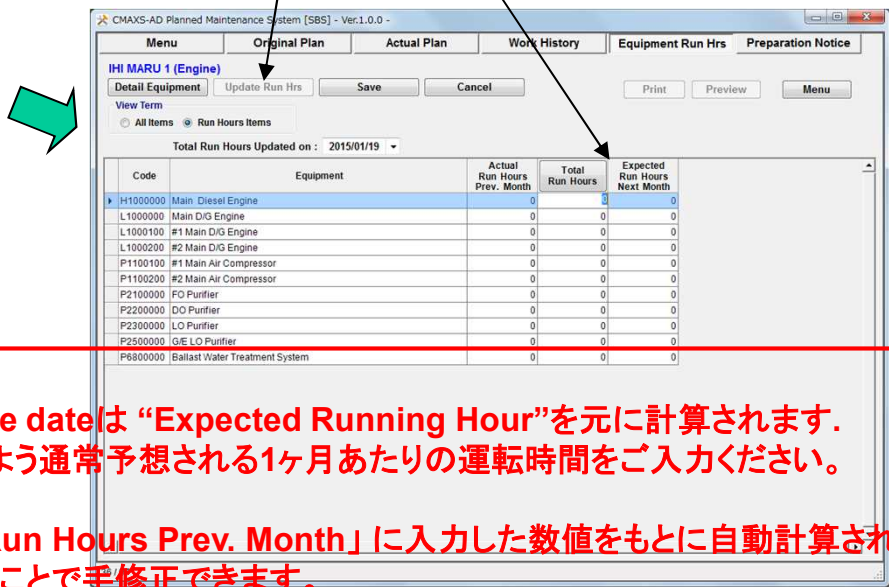 CMAXS-AD Planned Maintenance System [SBS] - Ver.1.0.0 -
Menu Original Plan Actual Plan Work History Equipment Run Hrs Preparation Notice
IHI MARU 1 (Engine)
Detail Equipment Update Run Hrs Save Cancel Print Preview Menu
View Term
All Items Run Hours Items
Total Run Hours Updated on : 2015/01/19
Code Equipment Actual Run Hours Prev. Month Total Run Hours Expected Run Hours Next Month
H1000000 Main Diesel Engine 0 0 0
L1000000 Main D/G Engine 0 0 0
L1000100 #1 Main D/G Engine 0 0 0
L1000200 #2 Main D/G Engine 0 0 0
P1100100 #1 Main Air Compressor 0 0 0
P1100200 #2 Main Air Compressor 0 0 0
P2100000 FO Purifier 0 0 0
P2200000 DO Purifier 0 0 0
P2300000 LO Purifier 0 0 0
P2500000 G/E LO Purifier 0 0 0
P6800000 Ballast Water Treatment System 0 0 0
e dateは “Expected Running Hour”を元に計算されます.
よう通常予想される1ヶ月あたりの運転時間をご入力ください。
un Hours Prev. Month」に入力した数値をもとに自動計算され
ことで手修正できます。